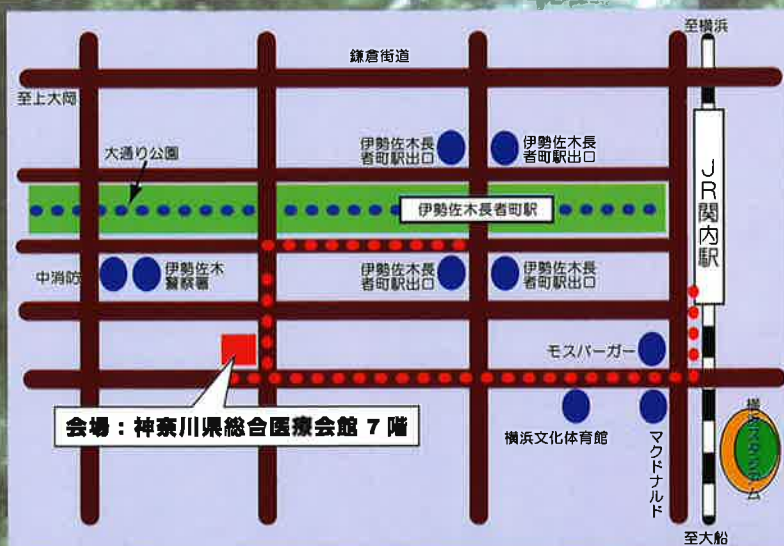 至横浜
鎌倉街道
至上大岡
大通り公園
伊勢佐木長
者町駅出口
伊勢佐木長
者町駅出口
伊勢佐木長者町駅
JR関内駅
中消防
伊勢佐木
警察署
伊勢佐木長
者町駅出口
伊勢佐木長
者町駅出口
モスバーガー
会場：神奈川県総合医療会館 7 階
横浜文化体育館
マクドナルド
横浜スタジアム
至大船